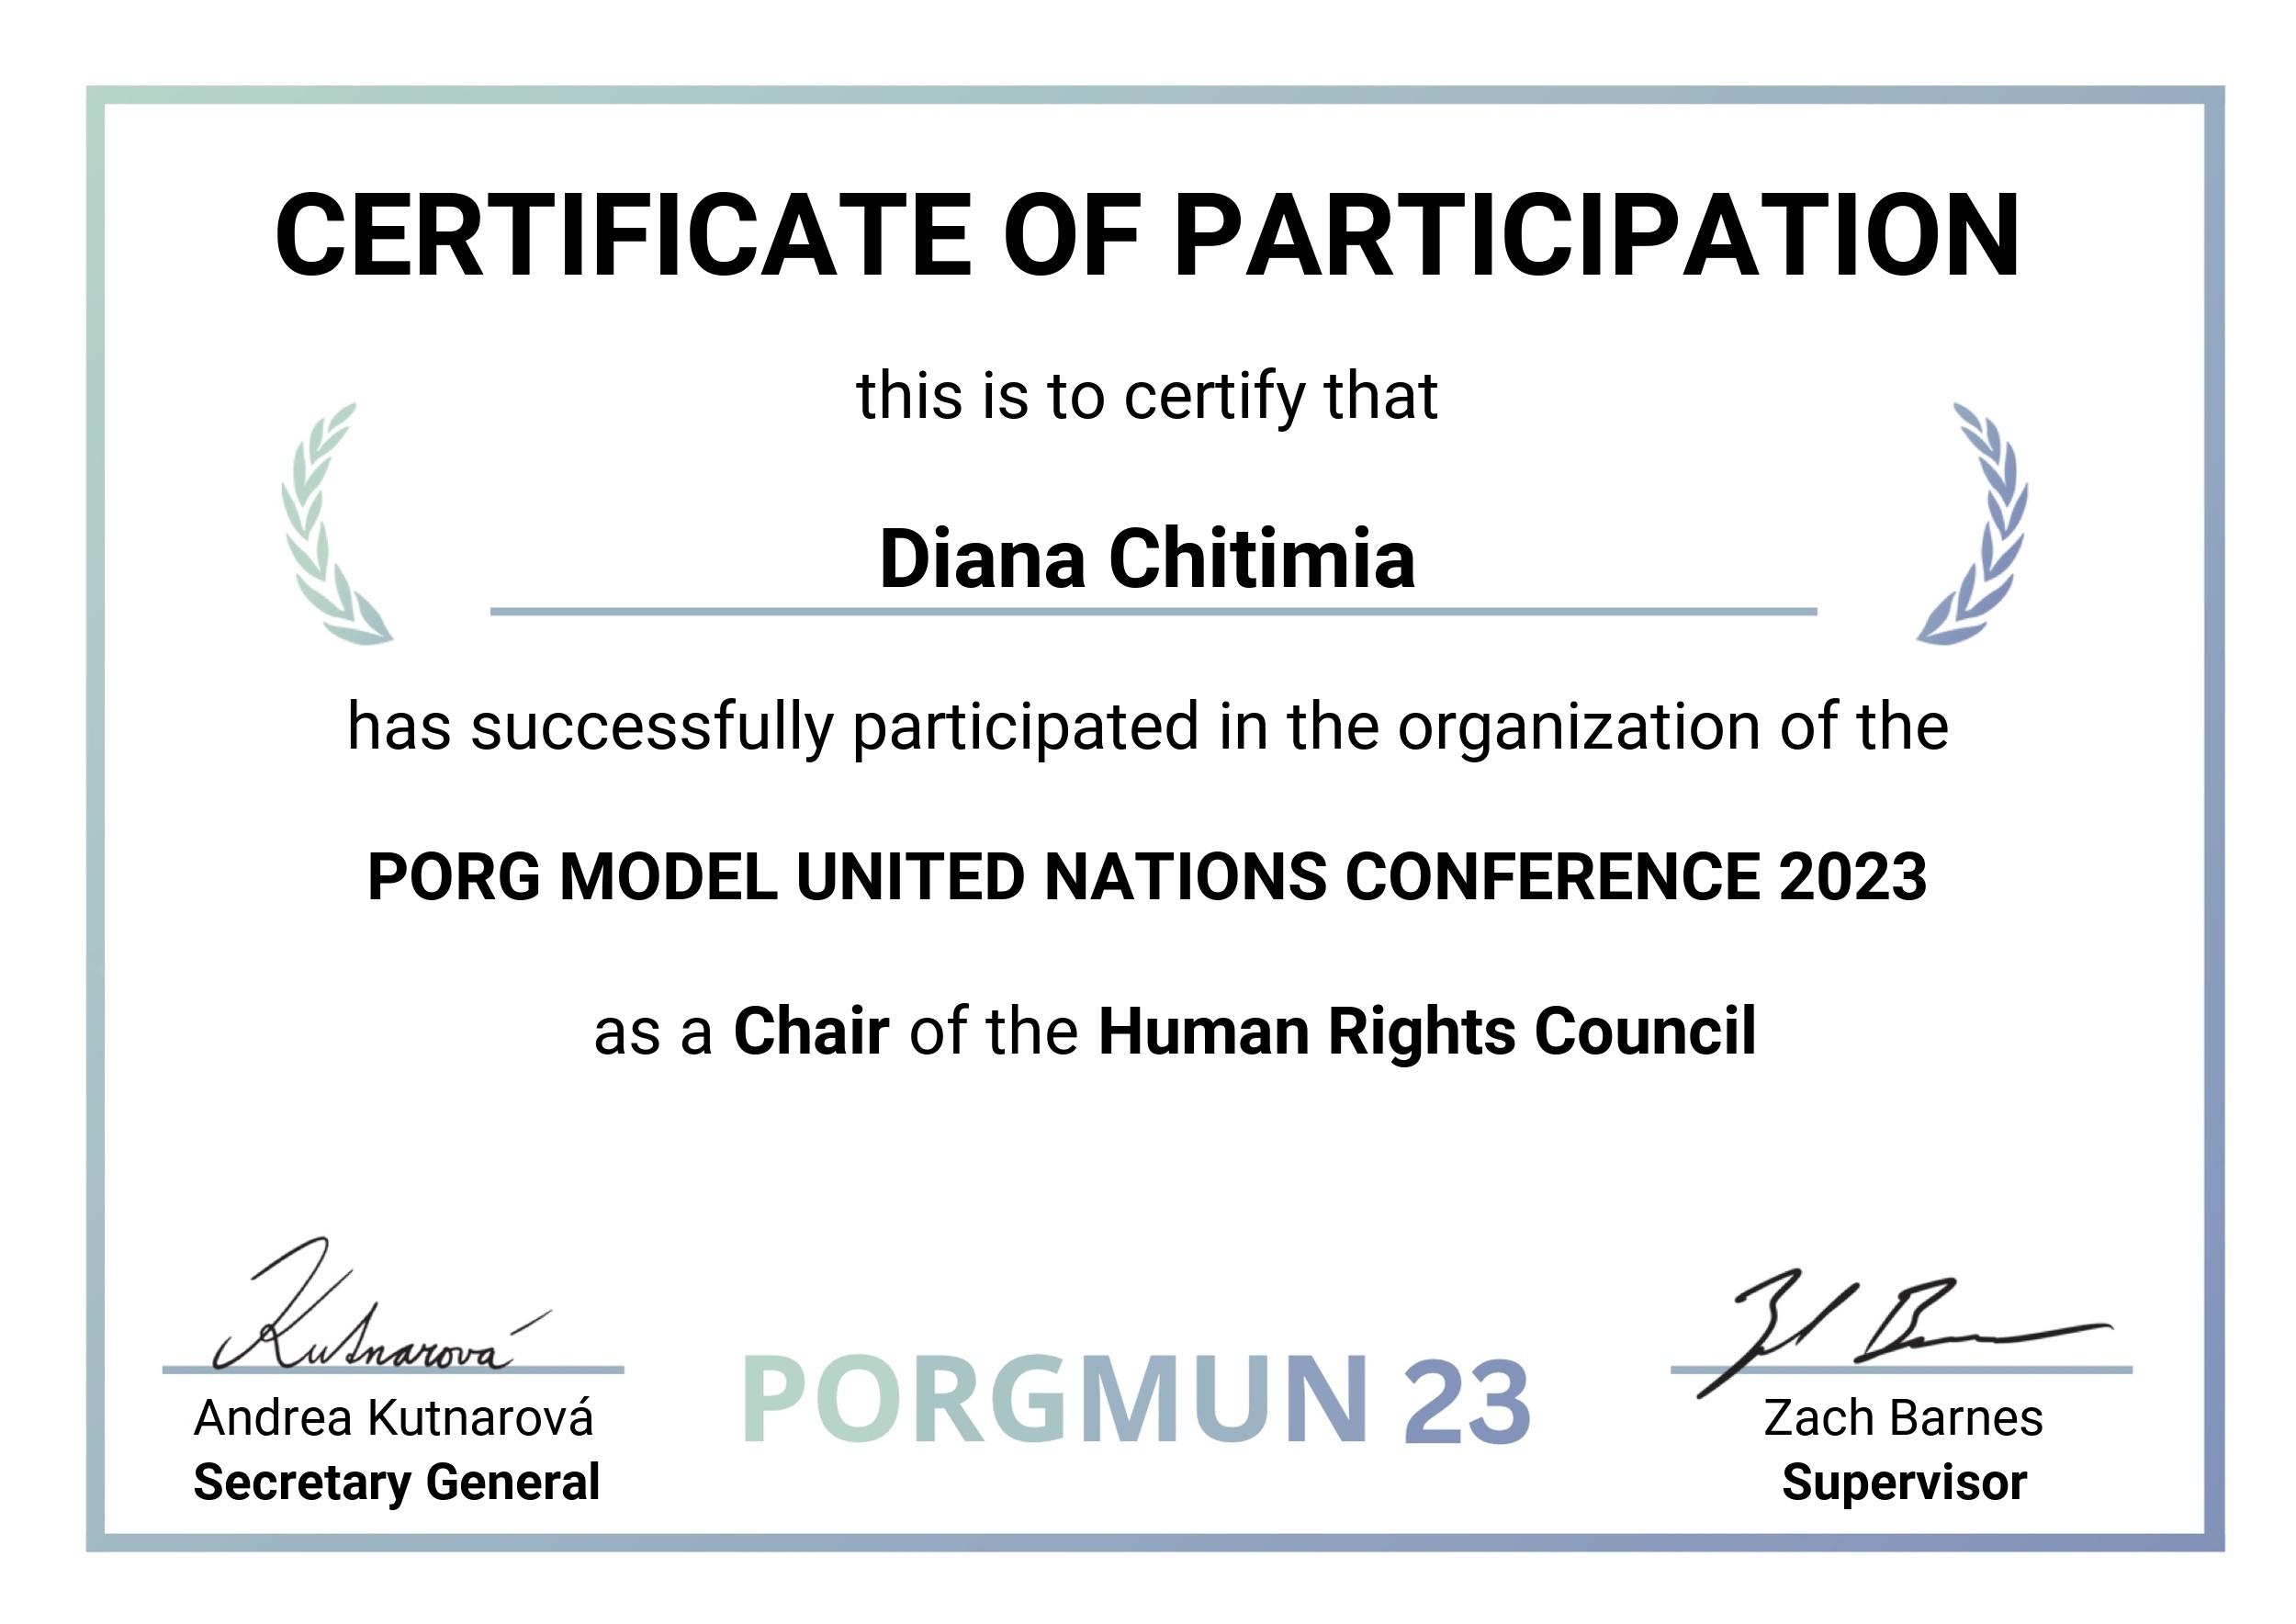 CERTIFICATE OF PARTICIPATION
this is to certify that
Diana Chitimia
has successfully participated in the organization of the
PORG MODEL UNITED NATIONS CONFERENCE 2023
as a Chair of the Human Rights Council
Kutnarová
Andrea Kutnarová
Secretary General
PORGMUN 23
Zach Barnes
Supervisor